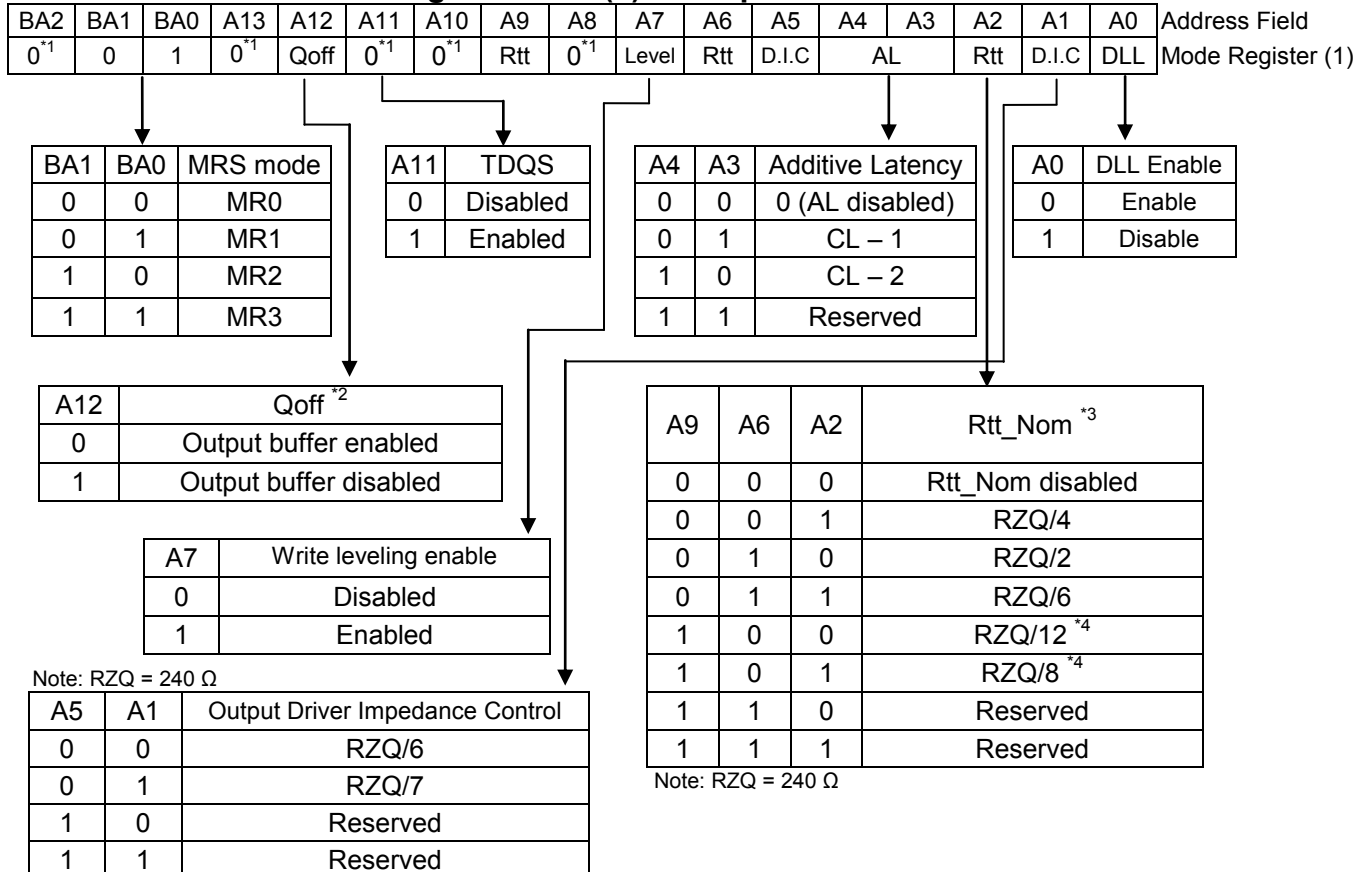 BA2 BA1 BA0 A13 A12 A11 A10 A9 A8 A7 A6 A5 A4 A3 A2 A1 A0 Address Field
0*1 0 1 0*1 Qoff 0*1 0*1 Rtt 0*1 Level Rtt D.I.C AL Rtt D.I.C DLL Mode Register (1)
BA1 BA0 MRS mode
0 0 MR0
0 1 MR1
1 0 MR2
1 1 MR3
A11 TDQS
0 Disabled
1 Enabled
A4 A3 Additive Latency
0 0 0 (AL disabled)
0 1 CL – 1
1 0 CL – 2
1 1 Reserved
A0 DLL Enable
0 Enable
1 Disable
A12 Qoff *2
0 Output buffer enabled
1 Output buffer disabled
A7 Write leveling enable
0 Disabled
1 Enabled
Note: RZQ = 240 Ω
A5 A1 Output Driver Impedance Control
0 0 RZQ/6
0 1 RZQ/7
1 0 Reserved
1 1 Reserved
A9 A6 A2 Rtt_Nom *3
0 0 0 Rtt_Nom disabled
0 0 1 RZQ/4
0 1 0 RZQ/2
0 1 1 RZQ/6
1 0 0 RZQ/12 *4
1 0 1 RZQ/8 *4
1 1 0 Reserved
1 1 1 Reserved
Note: RZQ = 240 Ω